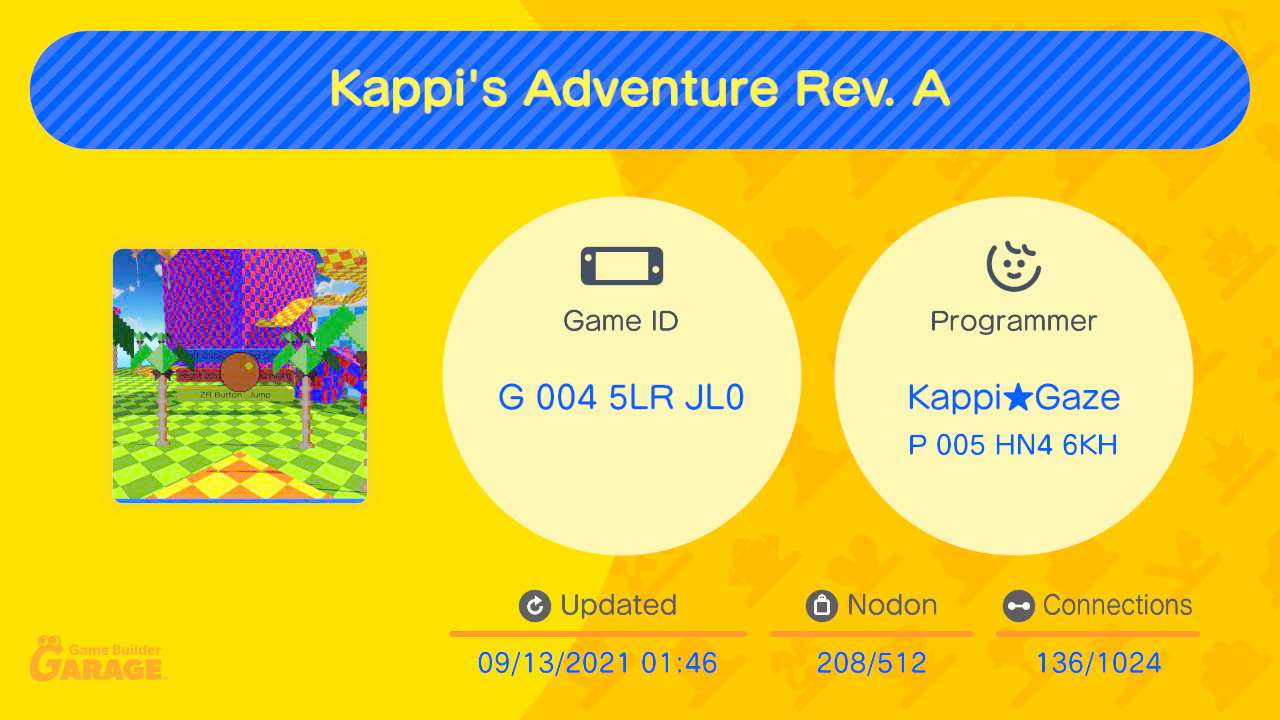 Kappi's Adventure Rev. A
ZR Button: Jump
Game ID
G 004 5LR JL0
Programmer
Kappi★Gaze
P 005 HN4 6KH
Updated
09/13/2021 01:46
Nodon
208/512
Connections
136/1024
Game Builder
GARAGE